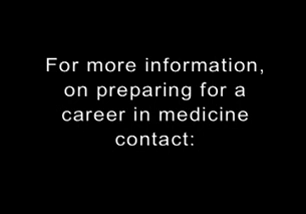 For more information,
on preparing for a
career in medicine
contact: